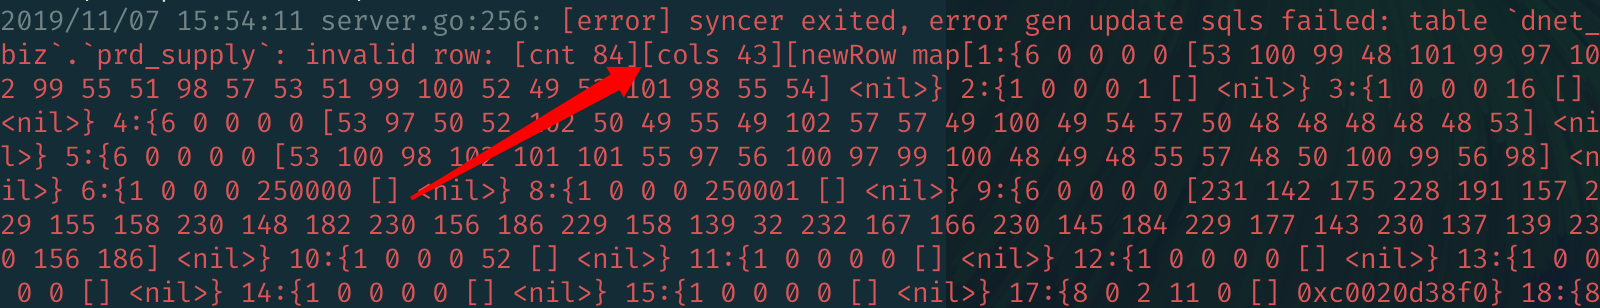 2019/11/07 15:54:11 server.go:256: [error] syncer exited, error gen update sqls failed: table `dnet_
biz`.`prd_supply`: invalid row: [cnt 84][cols 43][newRow map[1:{6 0 0 0 0 [53 100 99 48 101 99 97 10
2 99 55 51 98 57 53 51 99 100 52 49 101 98 55 54] <nil>} 2:{1 0 0 0 1 [] <nil>} 3:{1 0 0 0 16 []
<nil>} 4:{6 0 0 0 0 [53 97 50 52 102 50 49 55 49 102 57 57 49 100 49 54 57 50 48 48 48 48 48 53] <ni
l>} 5:{6 0 0 0 0 [53 100 98 101 101 55 97 56 100 97 99 100 48 49 48 55 57 48 50 100 99 56 98] <n
il>} 6:{1 0 0 0 250000 [] <nil>} 8:{1 0 0 0 250001 [] <nil>} 9:{6 0 0 0 0 [231 142 175 228 191 157 2
29 155 158 230 148 182 230 156 186 229 158 139 32 232 167 166 230 145 184 229 177 143 230 137 139 23
0 156 186] <nil>} 10:{1 0 0 0 52 [] <nil>} 11:{1 0 0 0 0 [] <nil>} 12:{1 0 0 0 0 [] <nil>} 13:{1 0 0
0 0 [] <nil>} 14:{1 0 0 0 0 [] <nil>} 15:{1 0 0 0 0 [] <nil>} 17:{8 0 2 11 0 [] 0xc0020d38f0} 18:{8